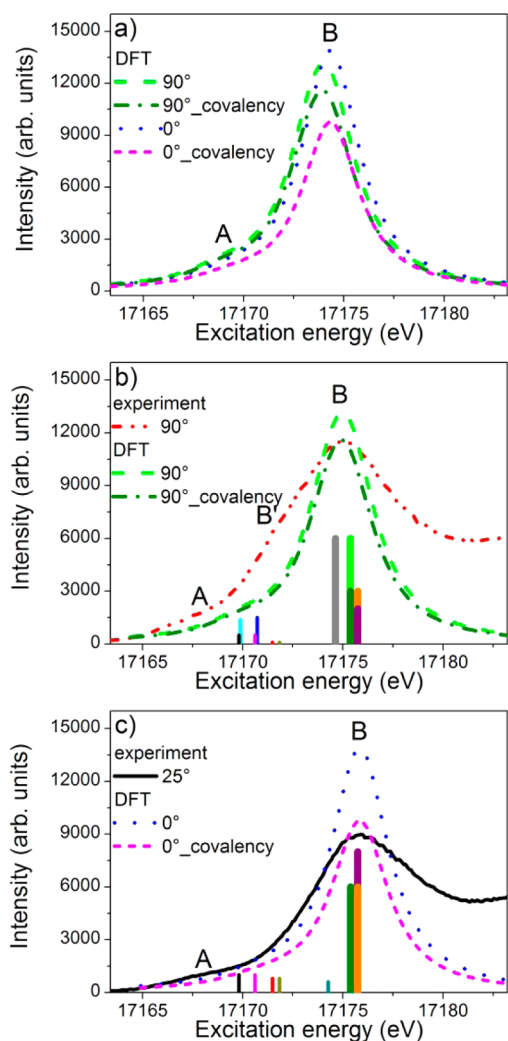 a)
B
DFT
90°
90°_covalency
0°
0°_covalency
A
15000
12000
9000
6000
3000
0
Intensity (arb. units)
17165 17170 17175 17180
Excitation energy (eV)
b)
B
experiment
90°
DFT
90°
90°_covalency
B'
A
15000
12000
9000
6000
3000
0
Intensity (arb. units)
17165 17170 17175 17180
Excitation energy (eV)
c)
B
experiment
25°
DFT
0°
0°_covalency
A
15000
12000
9000
6000
3000
0
Intensity (arb. units)
17165 17170 17175 17180
Excitation energy (eV)